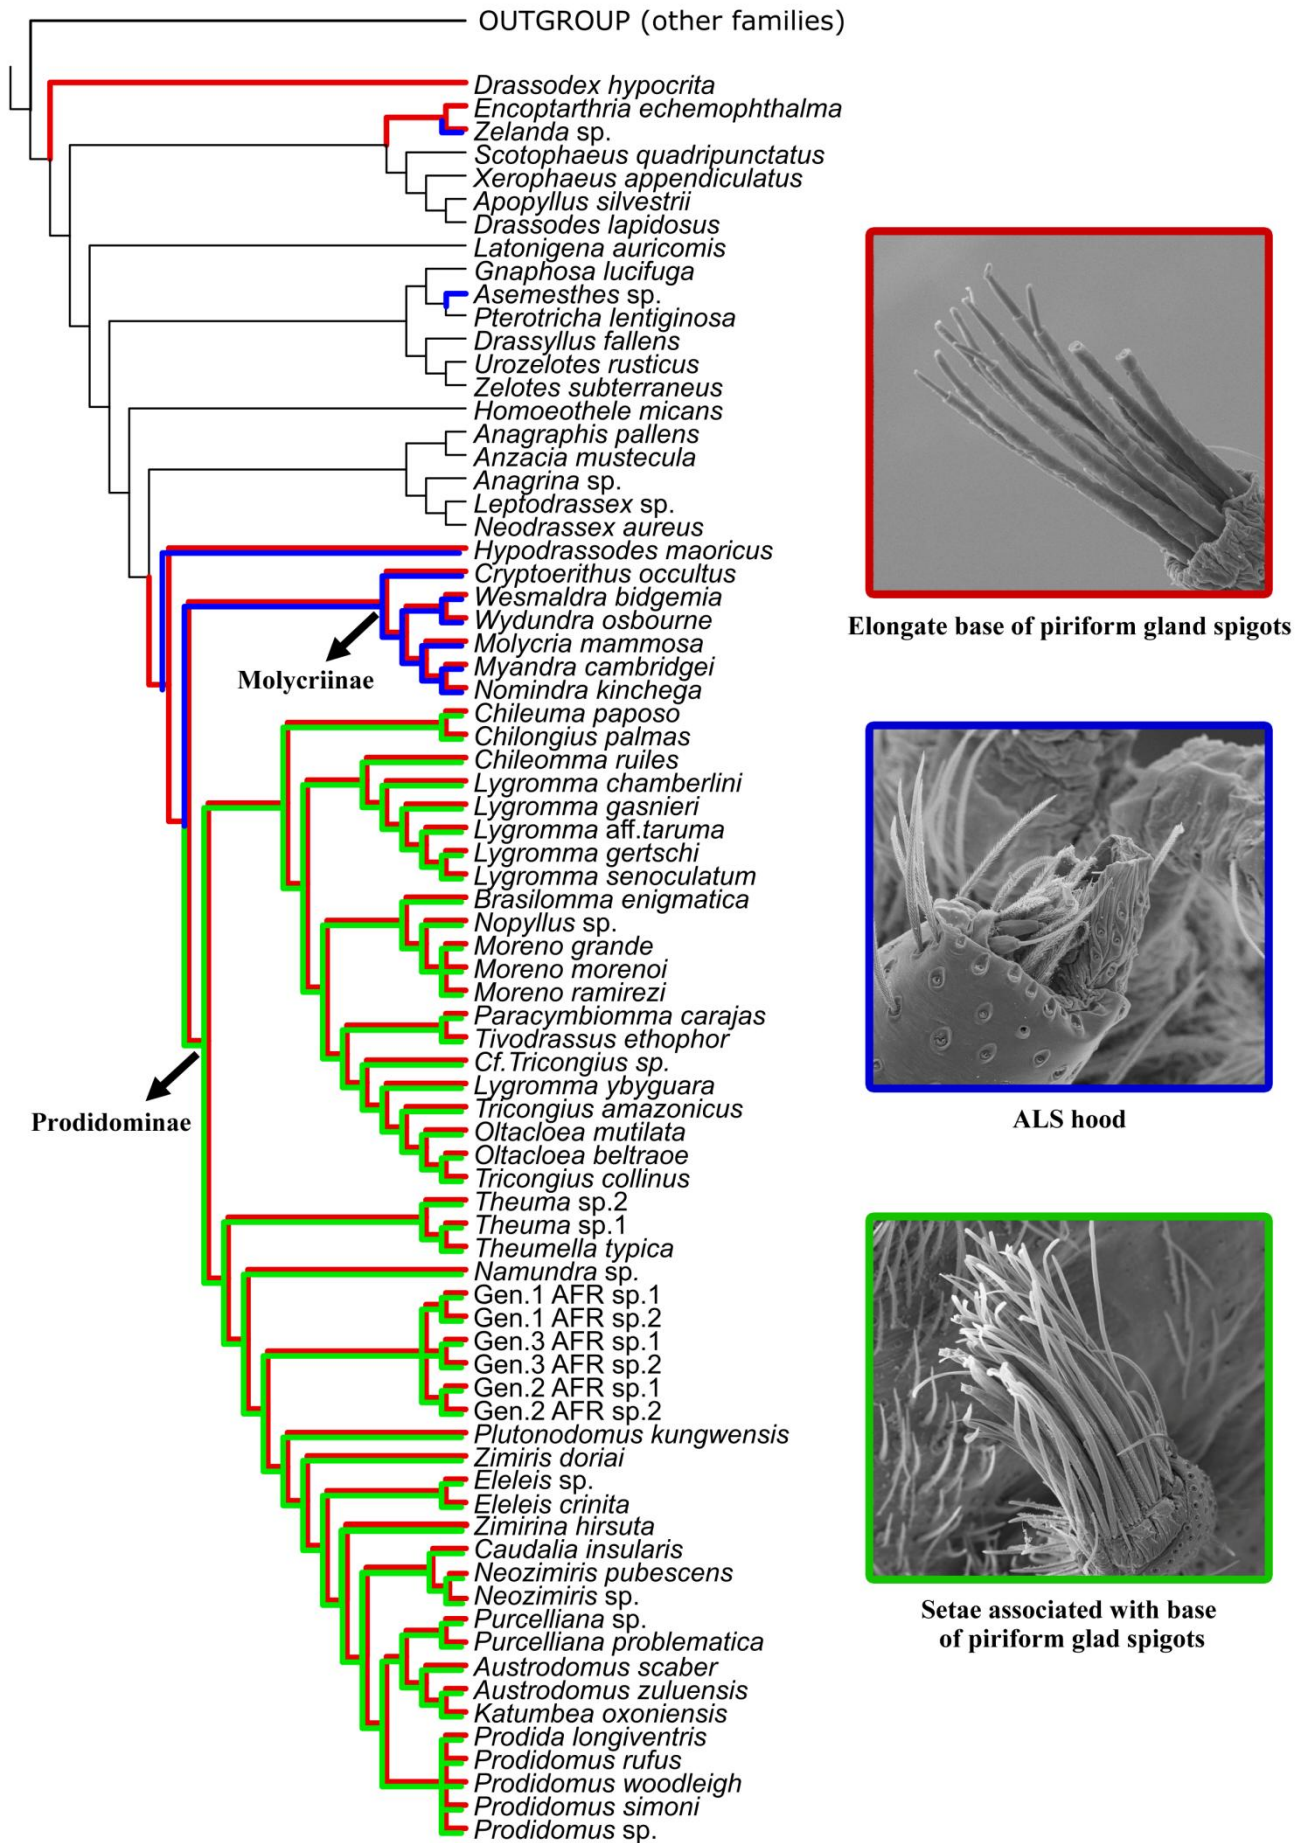 OUTGROUP (other families)
Drassodex hypocrita
Encoptarthria echemophthalma
Zelanda sp.
Scotophaeus quadripunctatus
Xerophaeus appendiculatus
Apopyllus silvestrii
Drassodes lapidosus
Latonigena auricomis
Gnaphosa lucifuga
Asemesthes sp.
Pterotricha lentiginosa
Drassyllus fallens
Urozelotes rusticus
Zelotes subterraneus
Homoeothele micans
Anagraphis pallens
Anzacia mustecula
Anagrina sp.
Leptodrassex sp.
Neodrassex aureus
Hypodrassodes maoricus
Cryptoerithus occultus
Wesmaldra bidgemia
Wydundra osbourne
Molycria mammosa
Myandra cambridgei
Nomindra kinchega
Molycriinae
Chileuma paposo
Chilongius palmas
Chileomma ruiles
Lygromma chamberlini
Lygromma gasnieri
Lygromma aff.taruma
Lygromma gertschi
Lygromma senoculatum
Brasilomma enigmatica
Nopyllus sp.
Moreno grande
Moreno morenoi
Moreno ramirezi
Paracymbiomma carajas
Tivodrassus ethophor
Cf.Tricongius sp.
Lygromma ybyguara
Tricongius amazonicus
Oltacloea mutilata
Oltacloea beltraoe
Tricongius collinus
Prodidominae
Theuma sp.2
Theuma sp.1
Theumella typica
Namundra sp.
Gen.1 AFR sp.1
Gen.1 AFR sp.2
Gen.3 AFR sp.1
Gen.3 AFR sp.2
Gen.2 AFR sp.1
Gen.2 AFR sp.2
Plutonodomus kungwensis
Zimiris doriai
Eleleis sp.
Eleleis crinita
Zimirina hirsuta
Caudalia insularis
Neozimiris pubescens
Neozimiris sp.
Purcelliana sp.
Purcelliana problematica
Austrodomus scaber
Austrodomus zuluensis
Katumbea oxoniensis
Prodida longiventris
Prodidomus rufus
Prodidomus woodleigh
Prodidomus simoni
Prodidomus sp.
Elongate base of piriform gland spigots
ALS hood
Setae associated with base
of piriform glad spigots